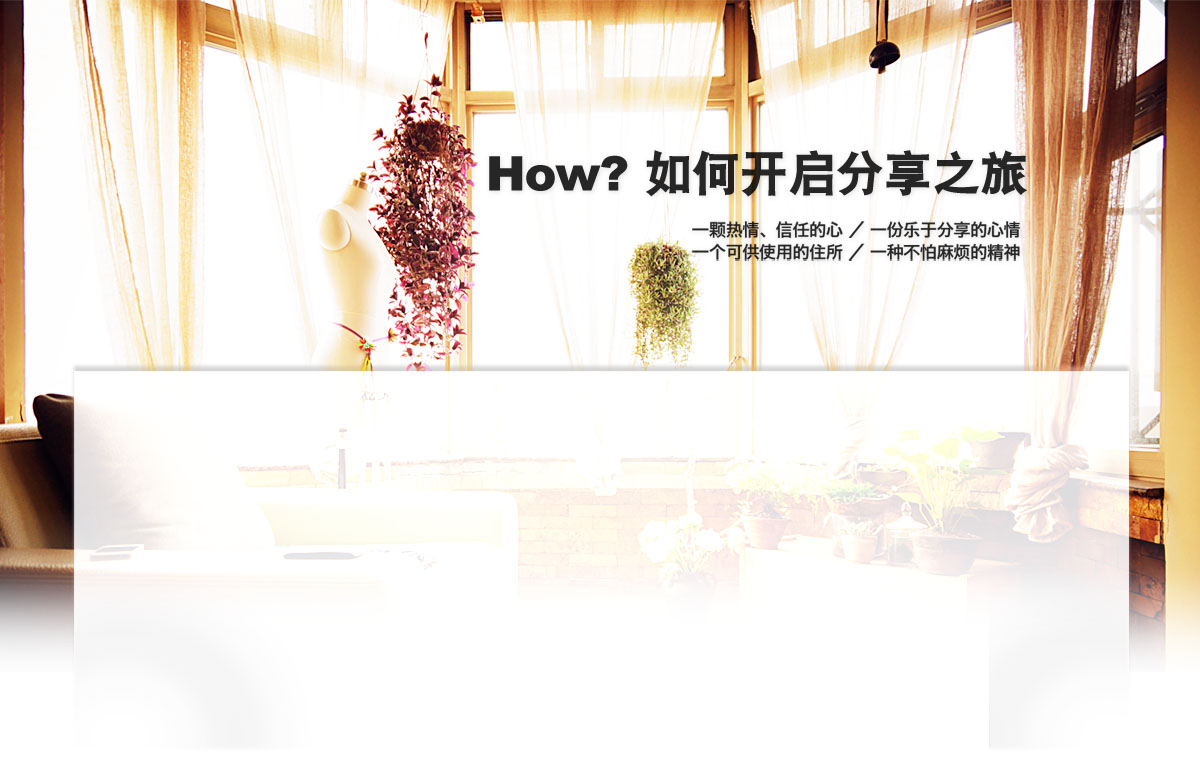 How? 如何开启分享之旅
一颗热情、信任的心 / 一份乐于分享的心情
一个可供使用的住所 / 一种不怕麻烦的精神